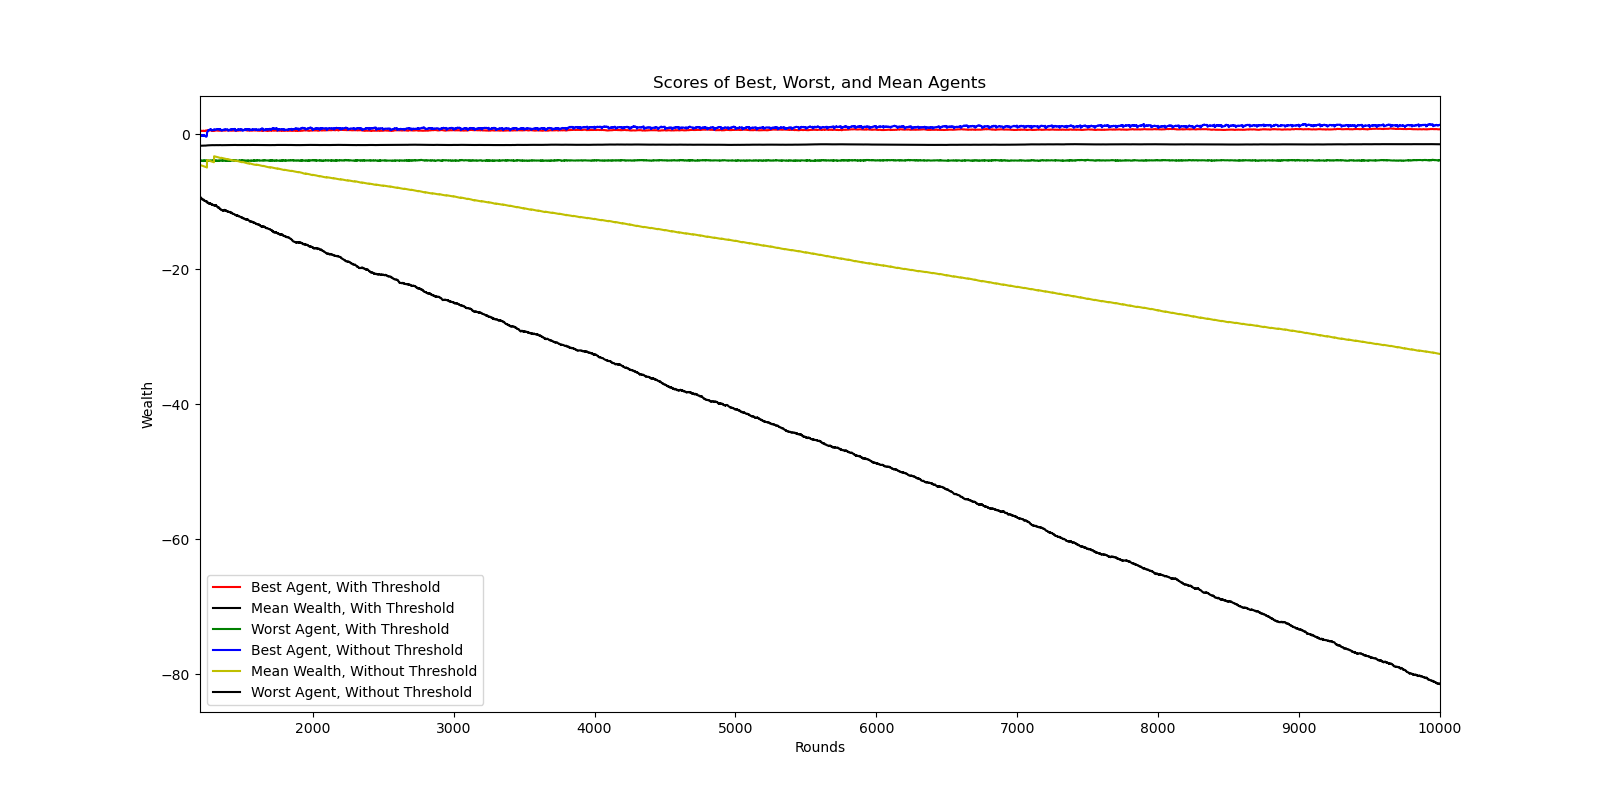 Scores of Best, Worst, and Mean Agents
Wealth
0
−20
−40
−60
−80
Best Agent, With Threshold
Mean Wealth, With Threshold
Worst Agent, With Threshold
Best Agent, Without Threshold
Mean Wealth, Without Threshold
Worst Agent, Without Threshold
2000 3000 4000 5000 6000 7000 8000 9000 10000
Rounds